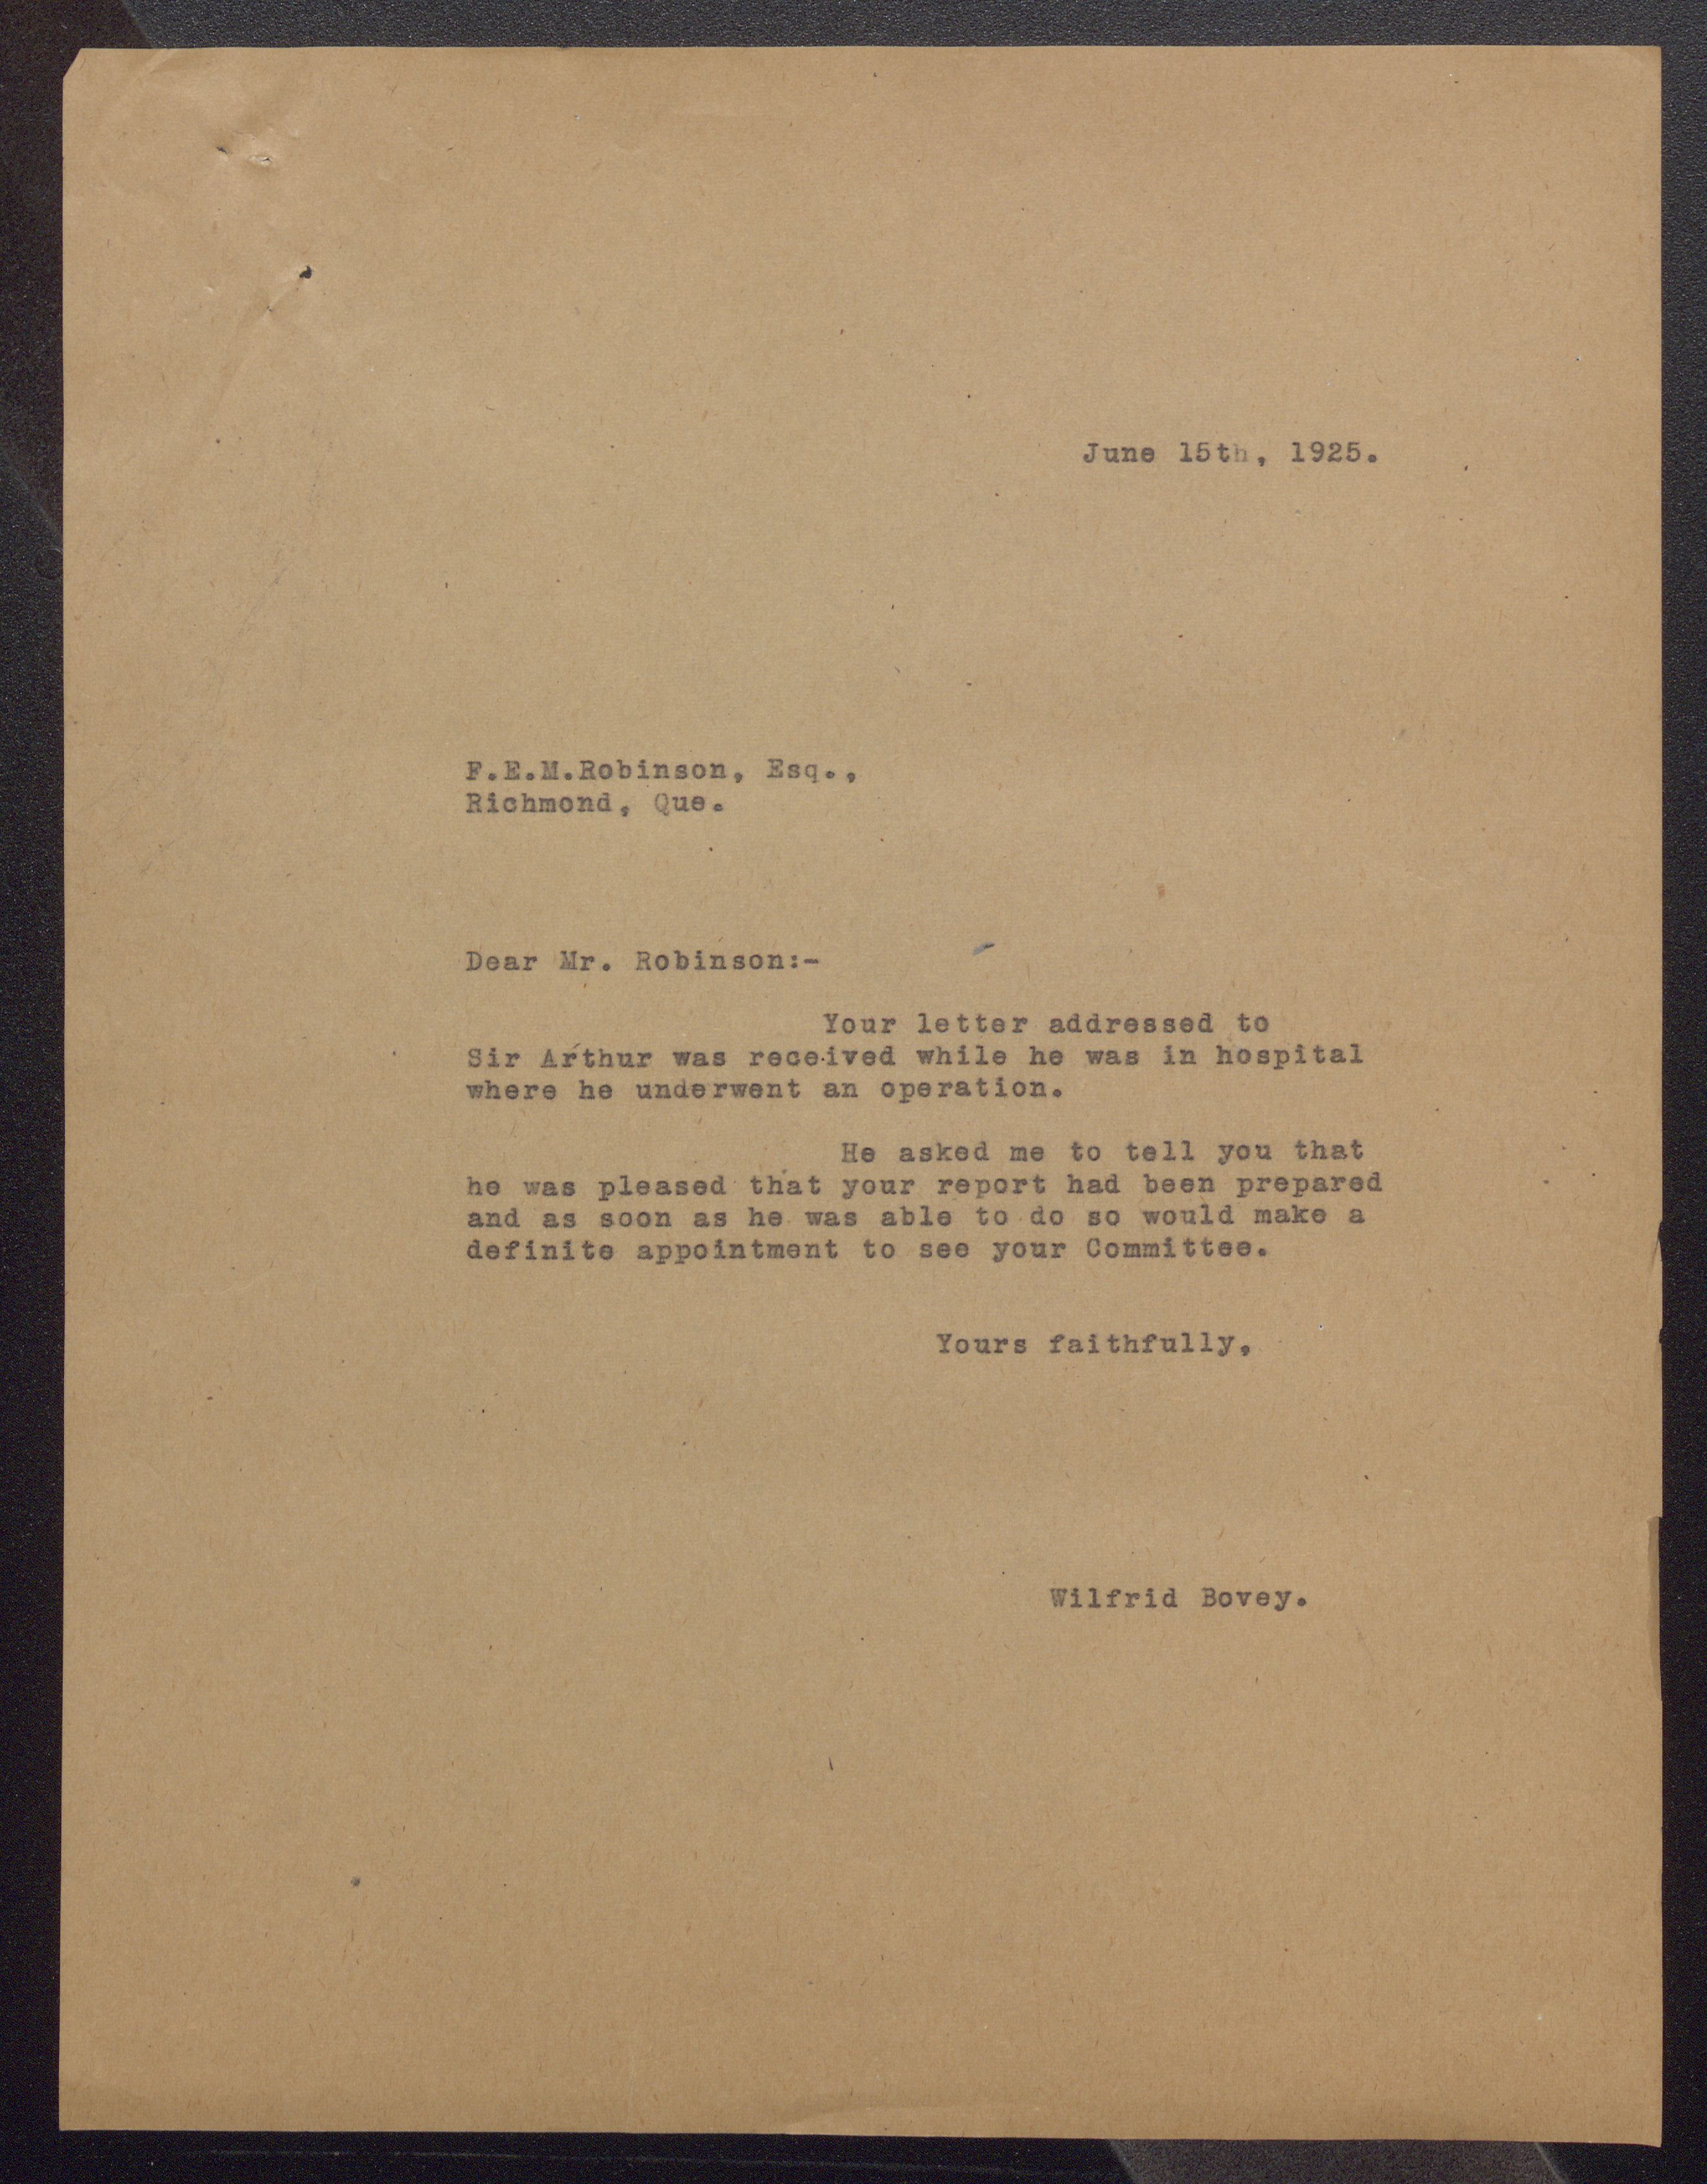 June 15th, 1925.
F.E.M.Robinson, Esq.,
Richmond, Que.
Dear Mr. Robinson:-
Your letter addressed to
Sir Arthur was received while he was in hospital
where he underwent an operation.
He asked me to tell you that
he was pleased that your report had been prepared
and as soon as he was able to do so would make a
definite appointment to see your Committee.
Yours faithfully,
Wilfrid Bovey.